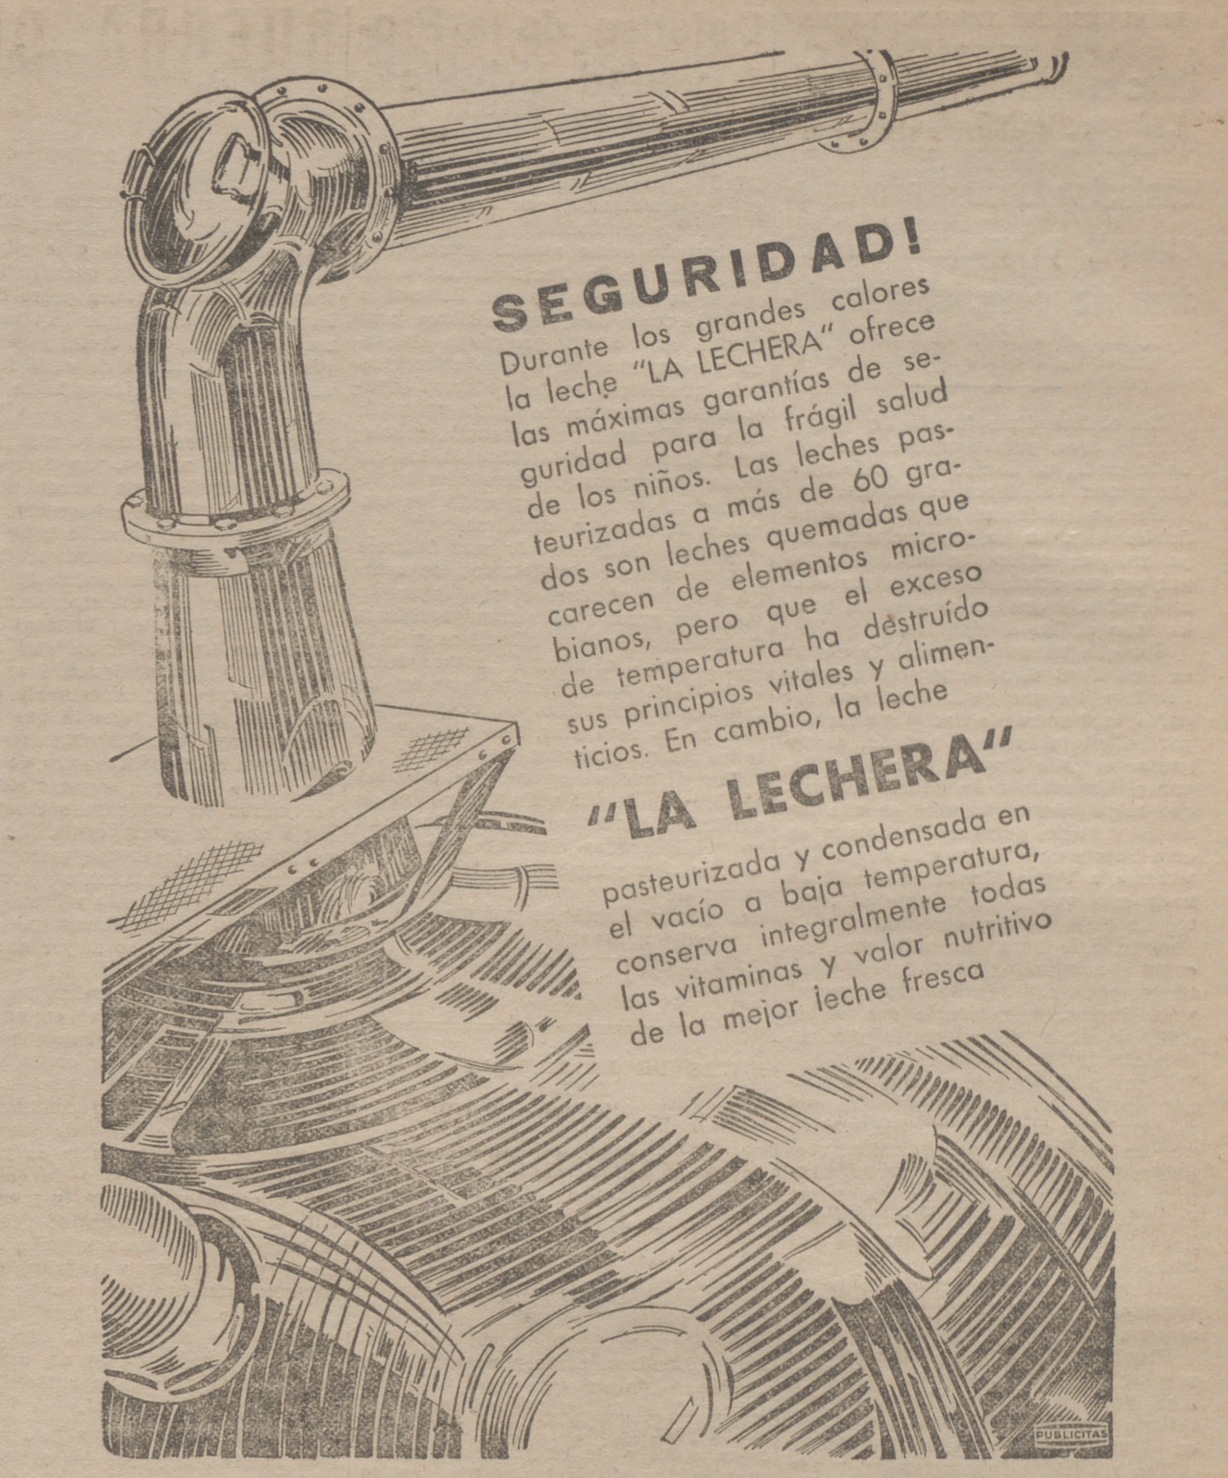 SEGURIDAD!
Durante los grandes calores
la leche "LA LECHERA" ofrece
las máximas garantías de se-
guridad para la frágil salud
de los niños. Las leches pas-
teurizadas a más de 60 gra-
dos son leches quemadas que
carecen de elementos micro-
bianos, pero que el exceso
de temperatura ha destruído
sus principios vitales y alimen-
ticios. En cambio, la leche
"LA LECHERA"
pasteurizada y condensada en
el vacío a baja temperatura,
conserva integralmente todas
las vitaminas y valor nutritivo
de la mejor leche fresca
PUBLICITAS